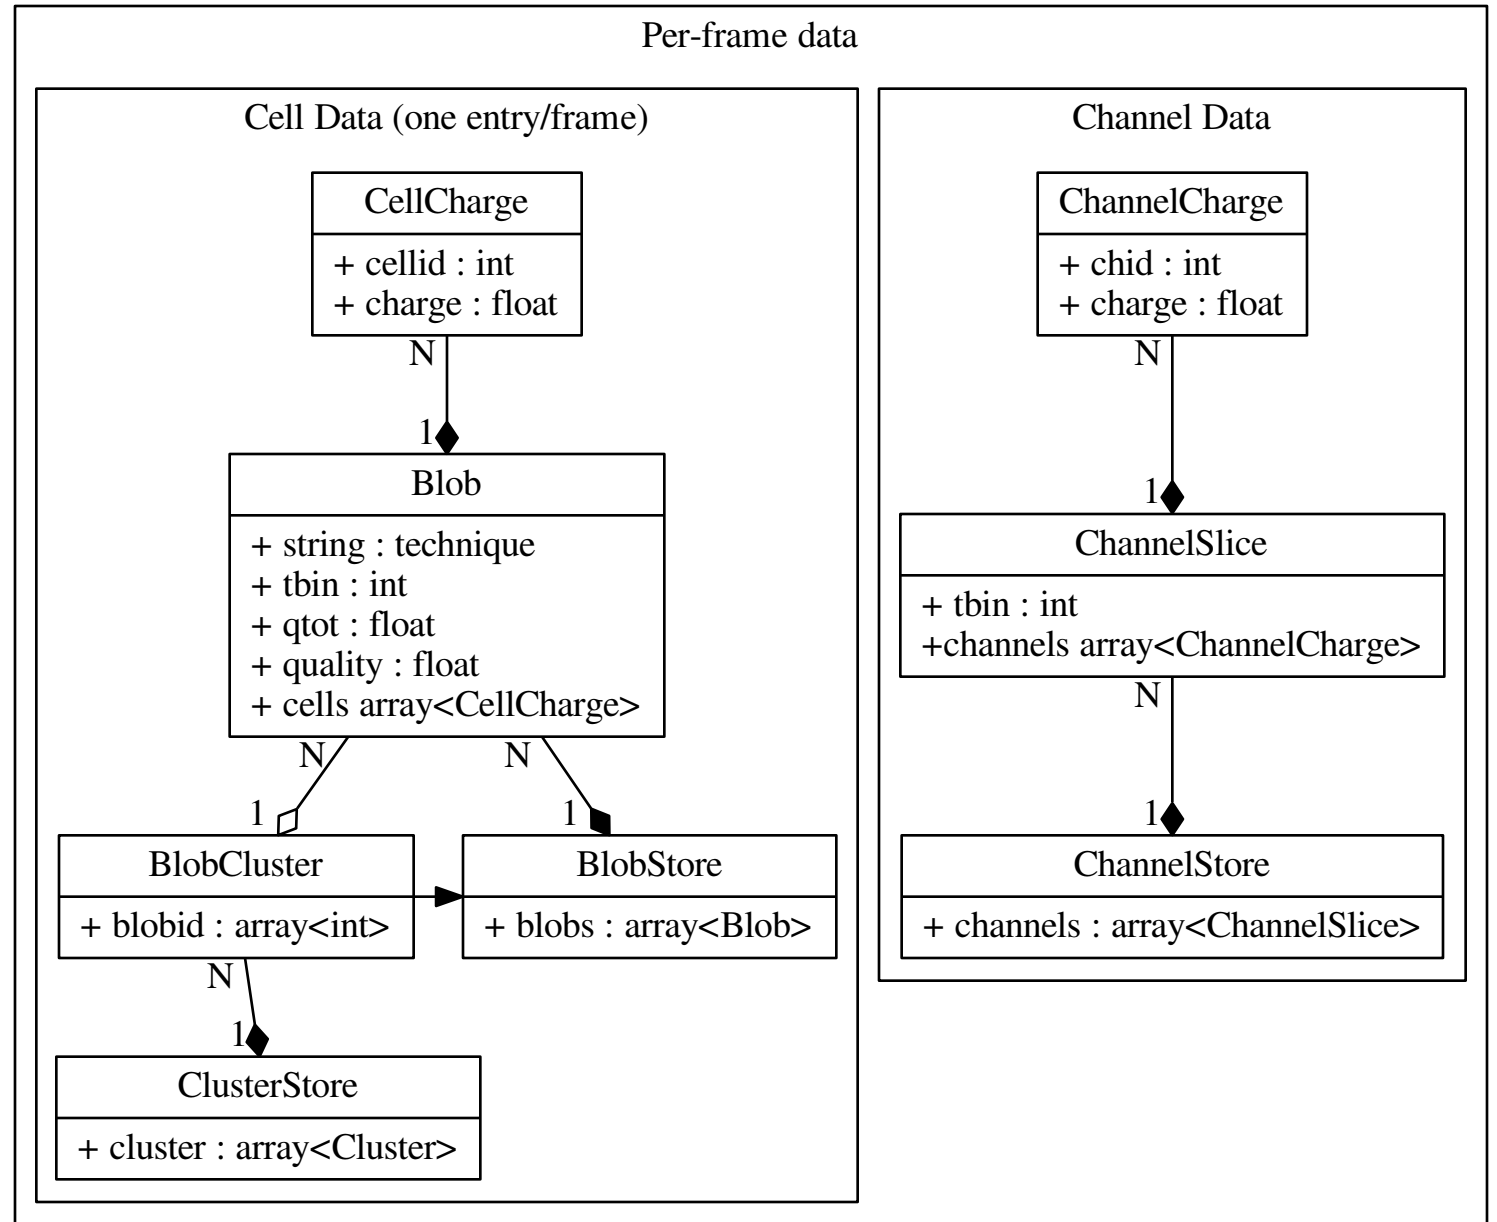 Per-frame data
Cell Data (one entry/frame)
CellCharge
+ cellid : int
+ charge : float
N
1
Blob
+ string : technique
+ tbin : int
+ qtot : float
+ quality : float
+ cells array<CellCharge>
N
N
1
1
BlobCluster
+ blobid : array<int>
BlobStore
+ blobs : array<Blob>
N
1
ClusterStore
+ cluster : array<Cluster>
Channel Data
ChannelCharge
+ chid : int
+ charge : float
N
1
ChannelSlice
+ tbin : int
+channels array<ChannelCharge>
N
1
ChannelStore
+ channels : array<ChannelSlice>